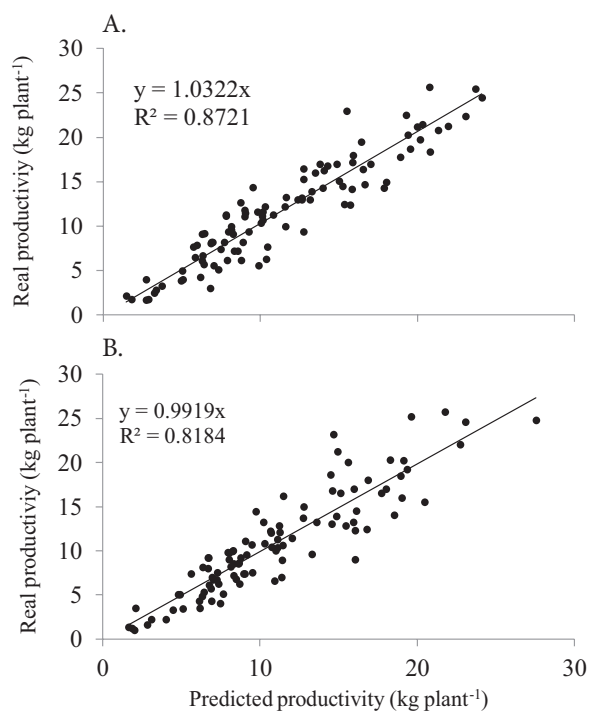 A.
30
25
20
15
10
5
0
Real productiviy (kg plant⁻¹)
y = 1.0322x
R² = 0.8721
B.
30
25
20
15
10
5
0
Real productiviy (kg plant⁻¹)
y = 0.9919x
R² = 0.8184
0 10 20 30
Predicted productivity (kg plant⁻¹)